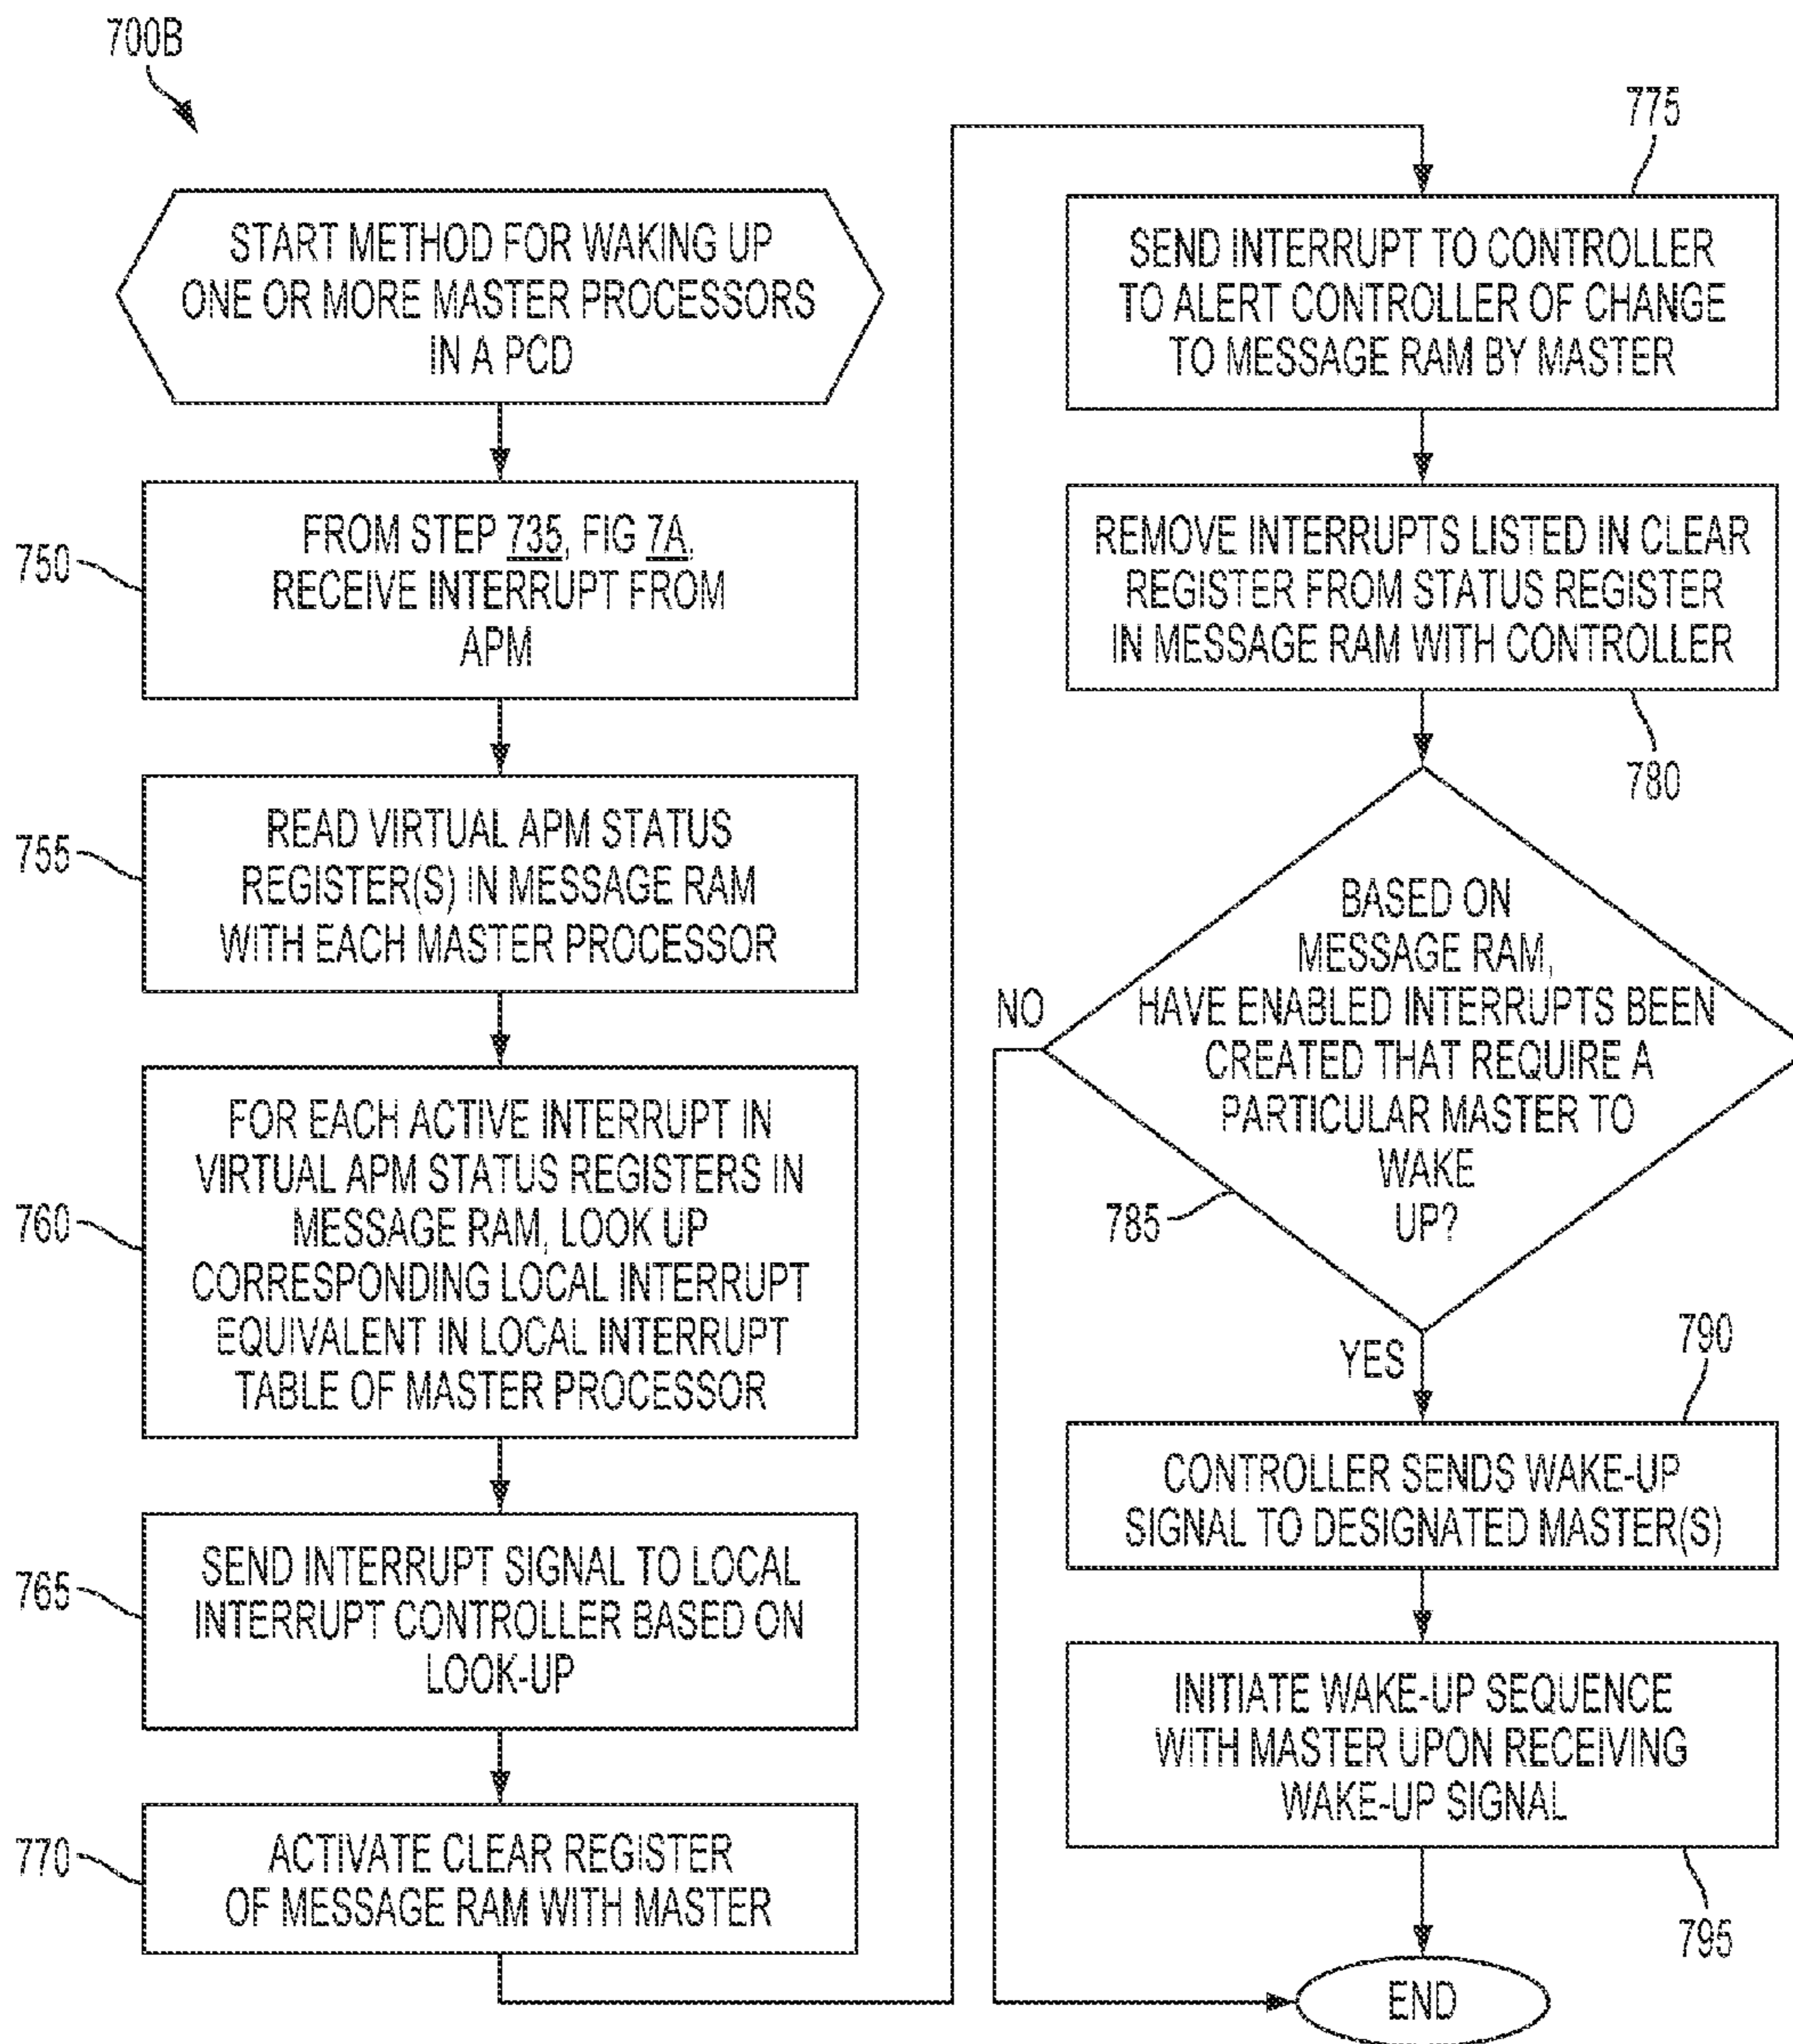 700B
START METHOD FOR WAKING UP
ONE OR MORE MASTER PROCESSORS
IN A PCD
750
FROM STEP 735, FIG 7A,
RECEIVE INTERRUPT FROM
APM
755
READ VIRTUAL APM STATUS
REGISTER(S) IN MESSAGE RAM
WITH EACH MASTER PROCESSOR
760
FOR EACH ACTIVE INTERRUPT IN
VIRTUAL APM STATUS REGISTERS IN
MESSAGE RAM, LOOK UP
CORRESPONDING LOCAL INTERRUPT
EQUIVALENT IN LOCAL INTERRUPT
TABLE OF MASTER PROCESSOR
765
SEND INTERRUPT SIGNAL TO LOCAL
INTERRUPT CONTROLLER BASED ON
LOOK-UP
770
ACTIVATE CLEAR REGISTER
OF MESSAGE RAM WITH MASTER
775
SEND INTERRUPT TO CONTROLLER
TO ALERT CONTROLLER OF CHANGE
TO MESSAGE RAM BY MASTER
REMOVE INTERRUPTS LISTED IN CLEAR
REGISTER FROM STATUS REGISTER
IN MESSAGE RAM WITH CONTROLLER
780
BASED ON
MESSAGE RAM,
HAVE ENABLED INTERRUPTS BEEN
CREATED THAT REQUIRE A
PARTICULAR MASTER TO
WAKE
UP?
NO
785
YES
790
CONTROLLER SENDS WAKE-UP
SIGNAL TO DESIGNATED MASTER(S)
INITIATE WAKE-UP SEQUENCE
WITH MASTER UPON RECEIVING
WAKE-UP SIGNAL
795
END